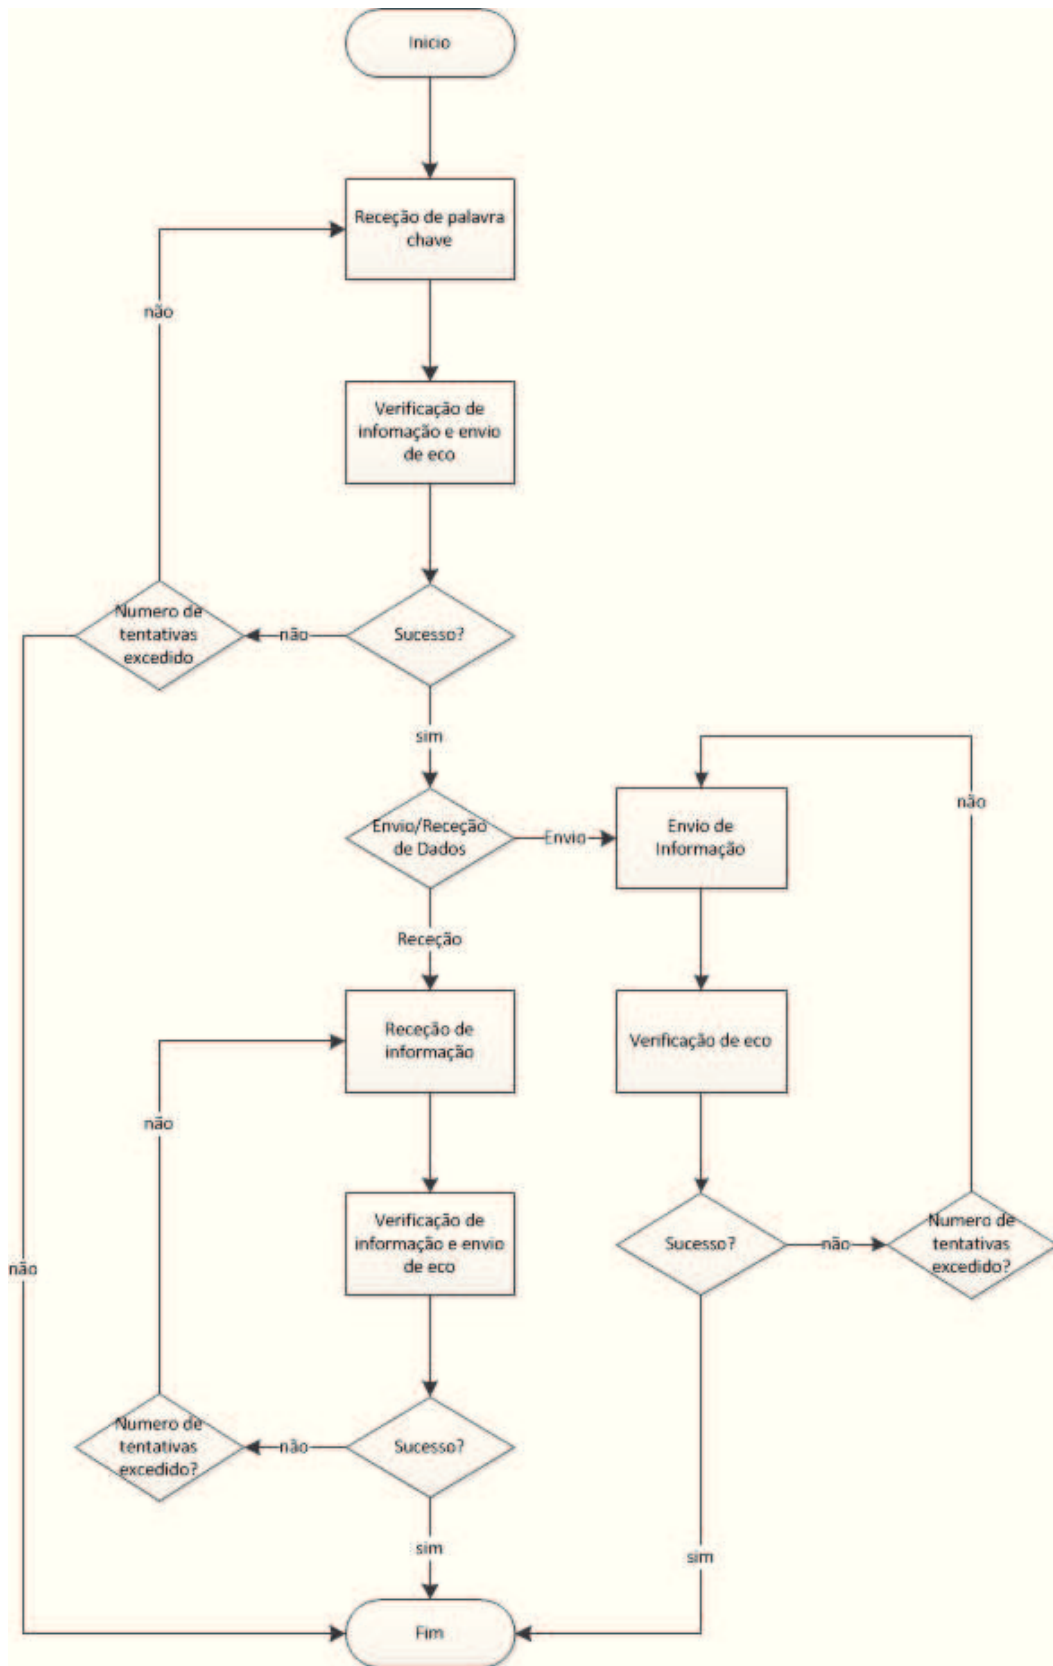 Inicio
Receção de palavra
chave
não
Verificação de
infomação e envio
de eco
Numero de
tentativas
excedido
não
Sucesso?
sim
não
Envio/Receção
de Dados
Envio
Envio de
Informação
Receção
Receção de
informação
Verificação de eco
não
Verificação de
informação e envio
de eco
Sucesso?
não
Numero de
tentativas
excedido?
não
Numero de
tentativas
excedido?
não
Sucesso?
sim
sim
Fim